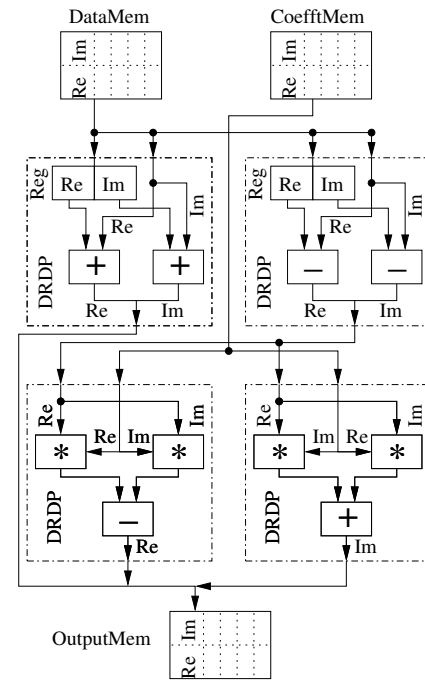 DataMem
CoefftMem
Re Im
Re Im
Reg
Re Im
Re
Im
+
+
DRDP
Re Im
Reg
Re Im
Re
Im
−
−
DRDP
Re Im
Re
Im
*
Re Im
*
DRDP
−
Re
Re
Im
*
Im Re
*
DRDP
+
Im
OutputMem
Re Im